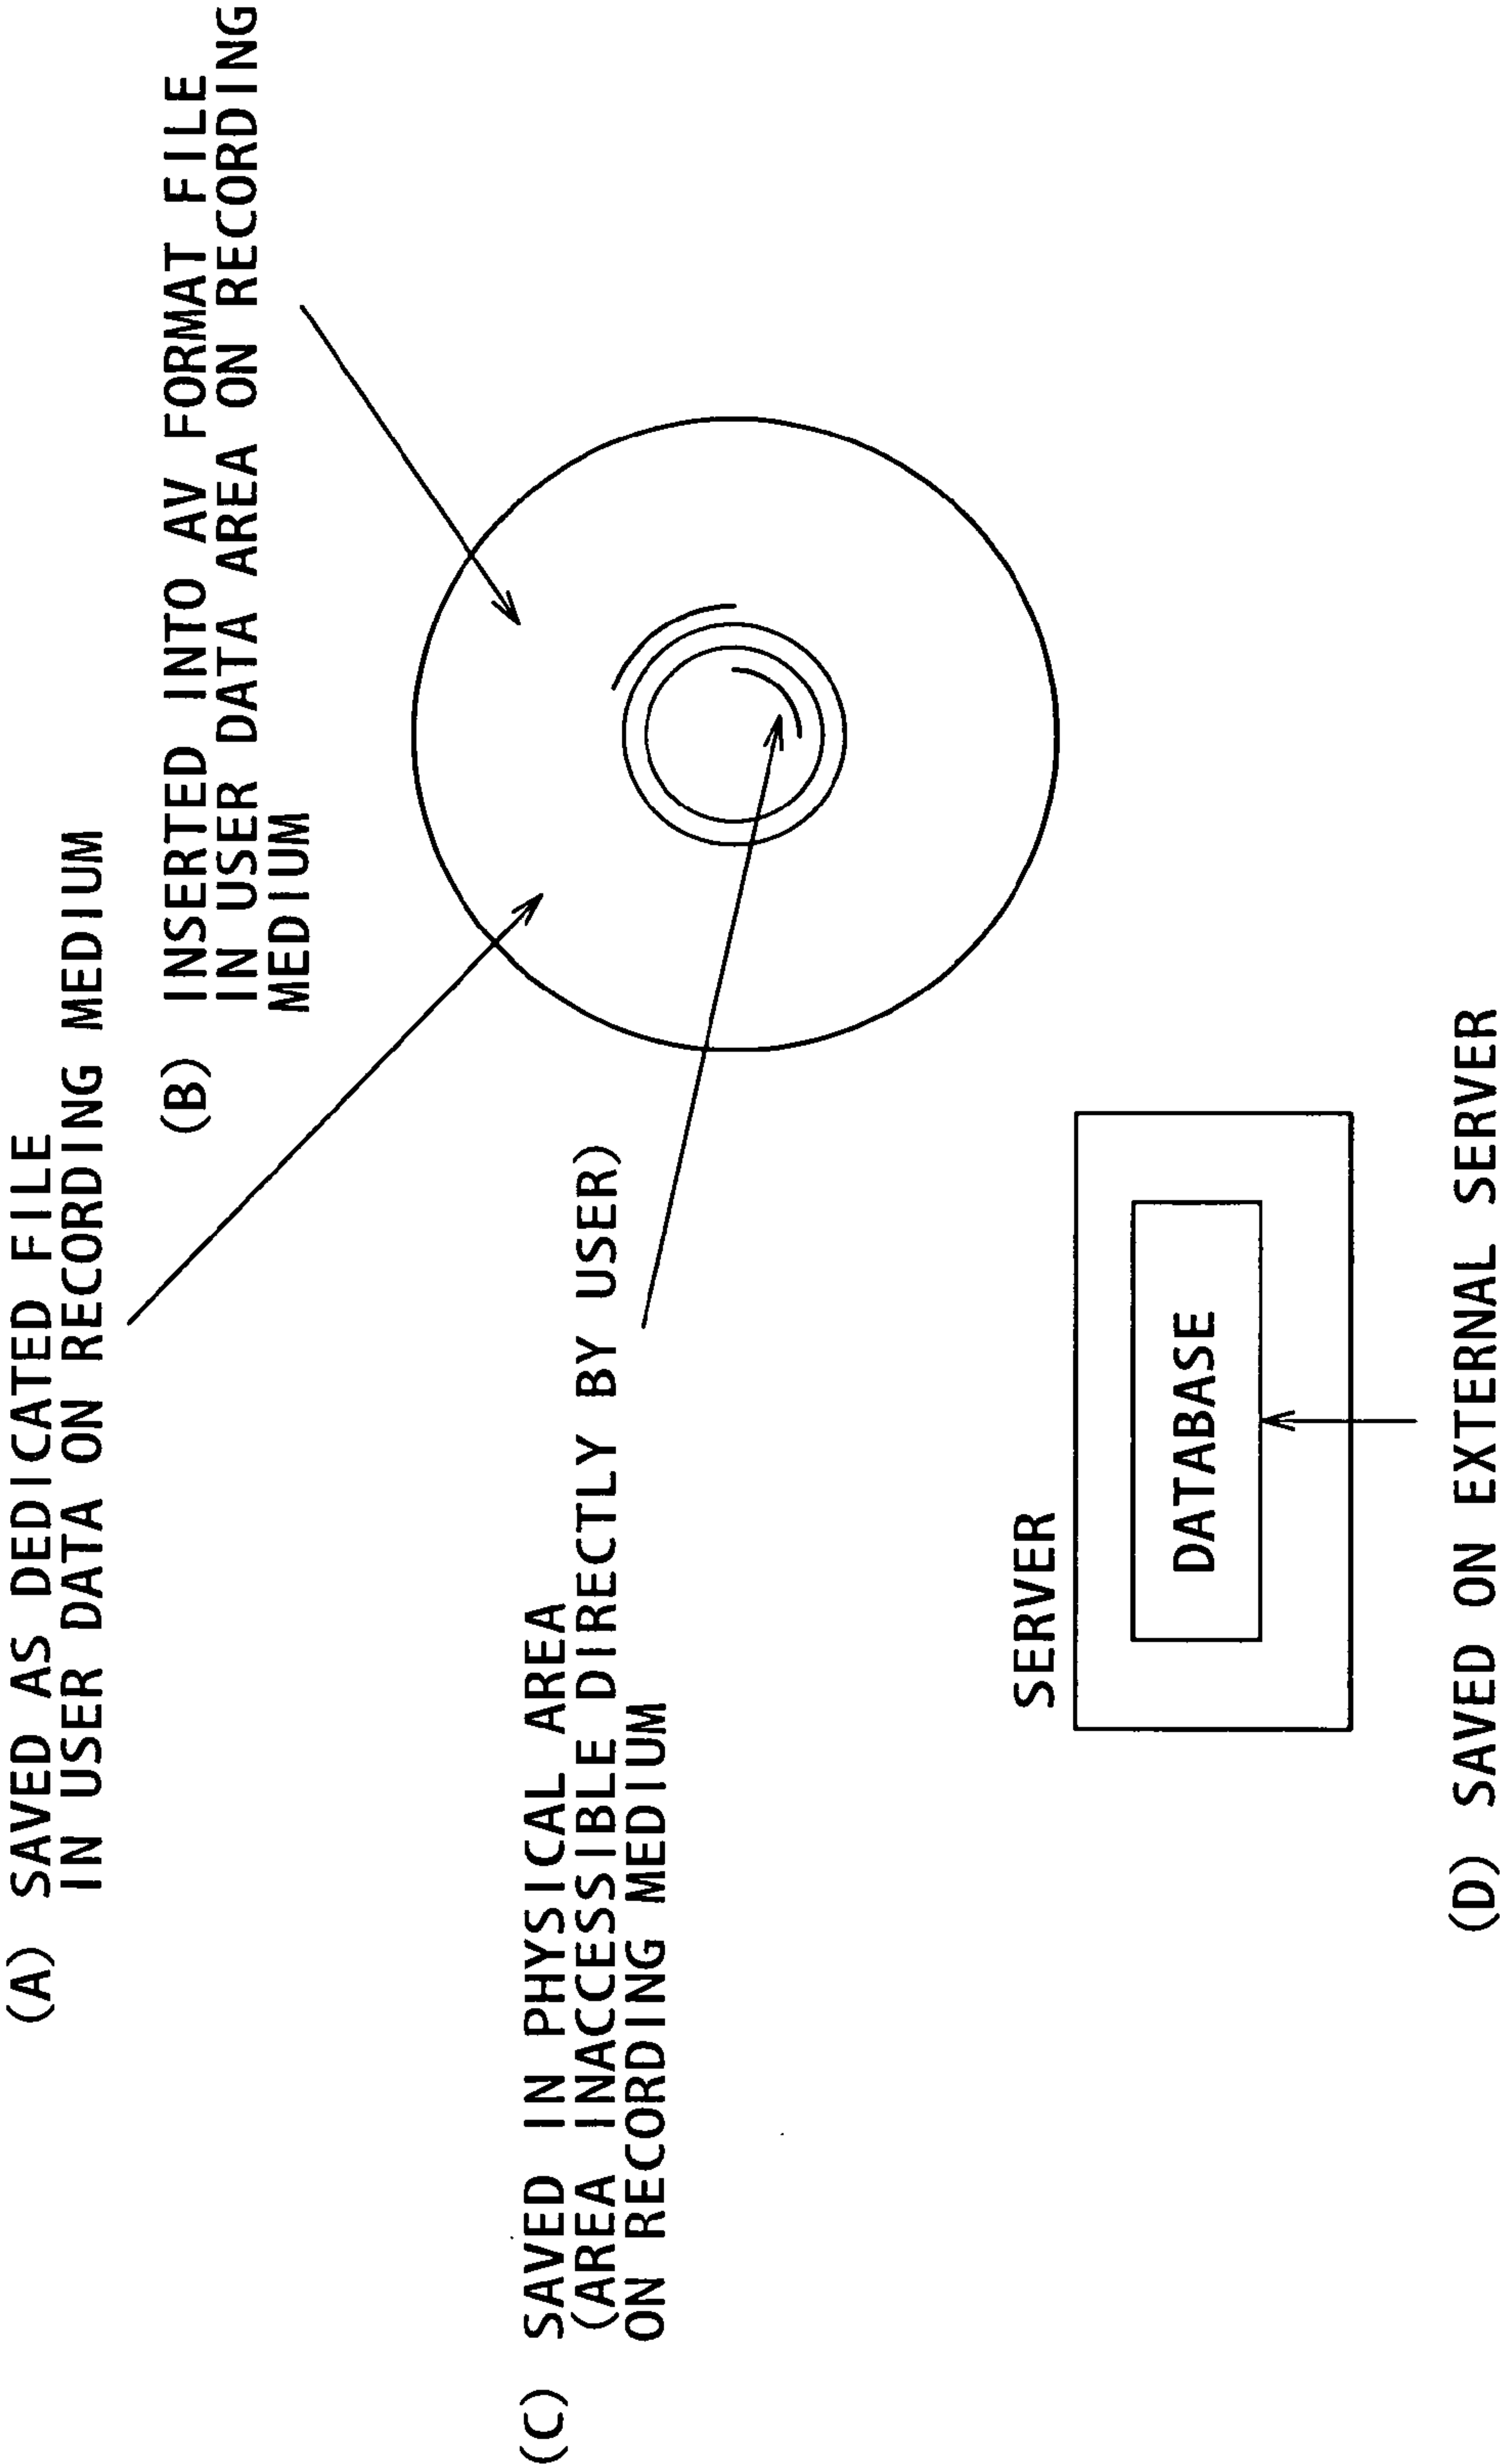 (A) SAVED AS DEDICATED FILE
IN USER DATA ON RECORDING MEDIUM
(B) INSERTED INTO AV FORMAT FILE
IN USER DATA AREA ON RECORDING
MEDIUM
(C) SAVED IN PHYSICAL AREA
(AREA INACCESSIBLE DIRECTLY BY USER)
ON RECORDING MEDIUM
SERVER
DATABASE
(D) SAVED ON EXTERNAL SERVER